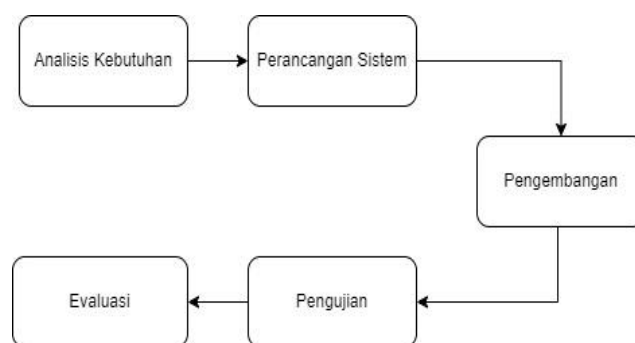 Analisis Kebutuhan
Perancangan Sistem
Pengembangan
Pengujian
Evaluasi